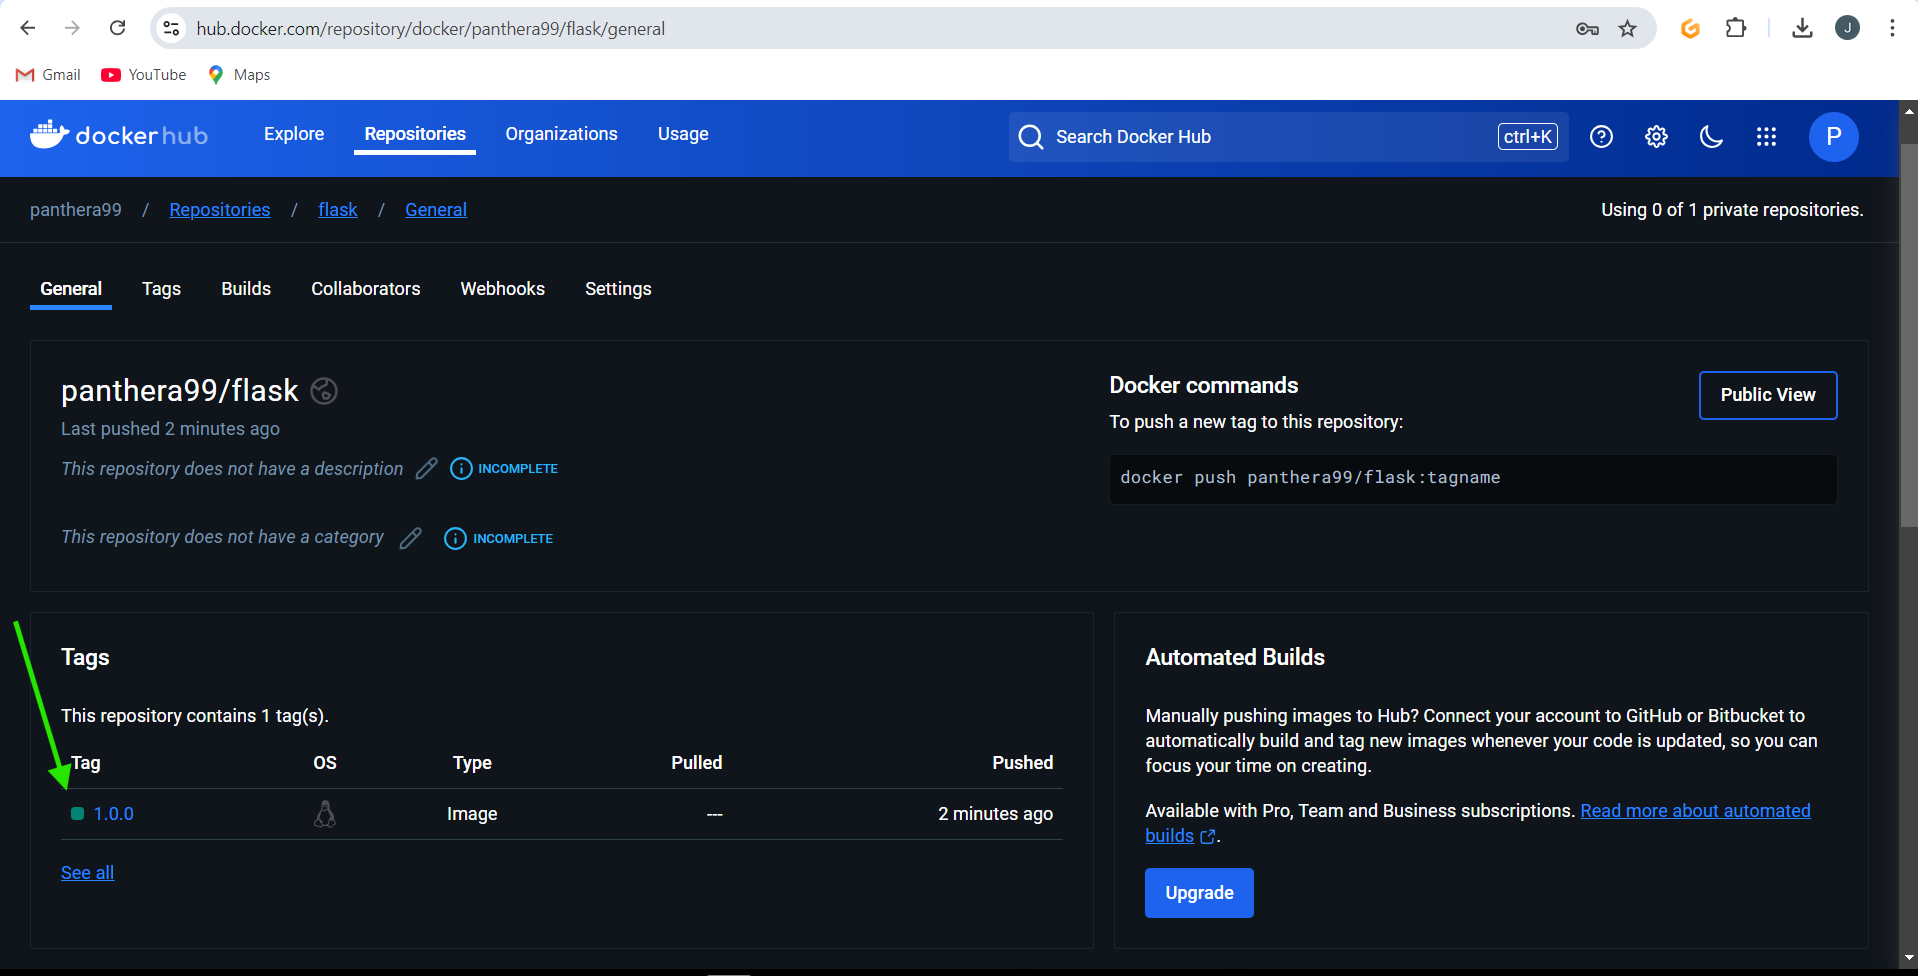 hub.docker.com/repository/docker/panthera99/flask/general
J
Gmail YouTube Maps
docker hub Explore Repositories Organizations Usage Search Docker Hub ctrl+K P
panthera99 / Repositories / flask / General Using 0 of 1 private repositories.
General Tags Builds Collaborators Webhooks Settings
panthera99/flask
Last pushed 2 minutes ago
This repository does not have a description INCOMPLETE
This repository does not have a category INCOMPLETE
Docker commands
Public View
To push a new tag to this repository:
docker push panthera99/flask:tagname
Tags
This repository contains 1 tag(s).
Tag OS Type Pulled Pushed
1.0.0 Image --- 2 minutes ago
See all
Automated Builds
Manually pushing images to Hub? Connect your account to GitHub or Bitbucket to
automatically build and tag new images whenever your code is updated, so you can
focus your time on creating.
Available with Pro, Team and Business subscriptions. Read more about automated
builds .
Upgrade